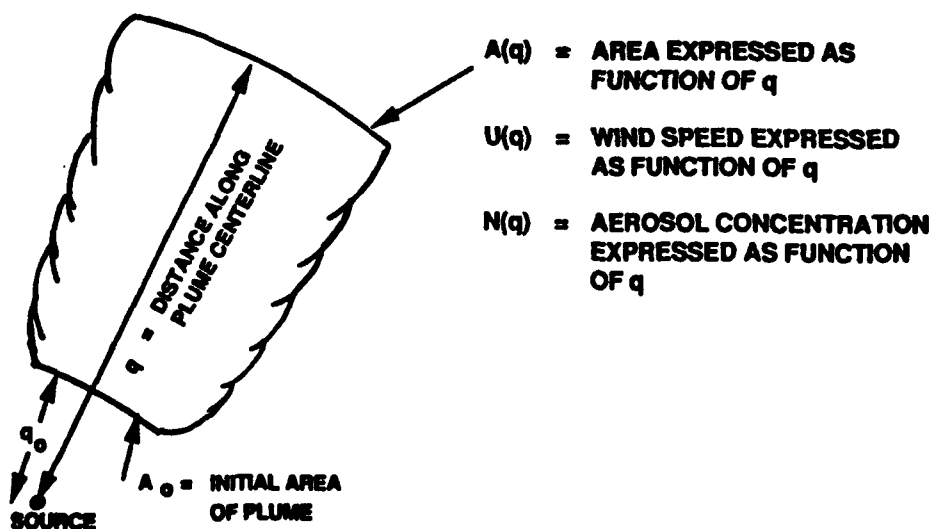 A(q) = AREA EXPRESSED AS
FUNCTION OF q
U(q) = WIND SPEED EXPRESSED
AS FUNCTION OF q
N(q) = AEROSOL CONCENTRATION
EXPRESSED AS FUNCTION
OF q
q = DISTANCE ALONG
PLUME CENTERLINE
q₀
A₀ = INITIAL AREA
OF PLUME
SOURCE